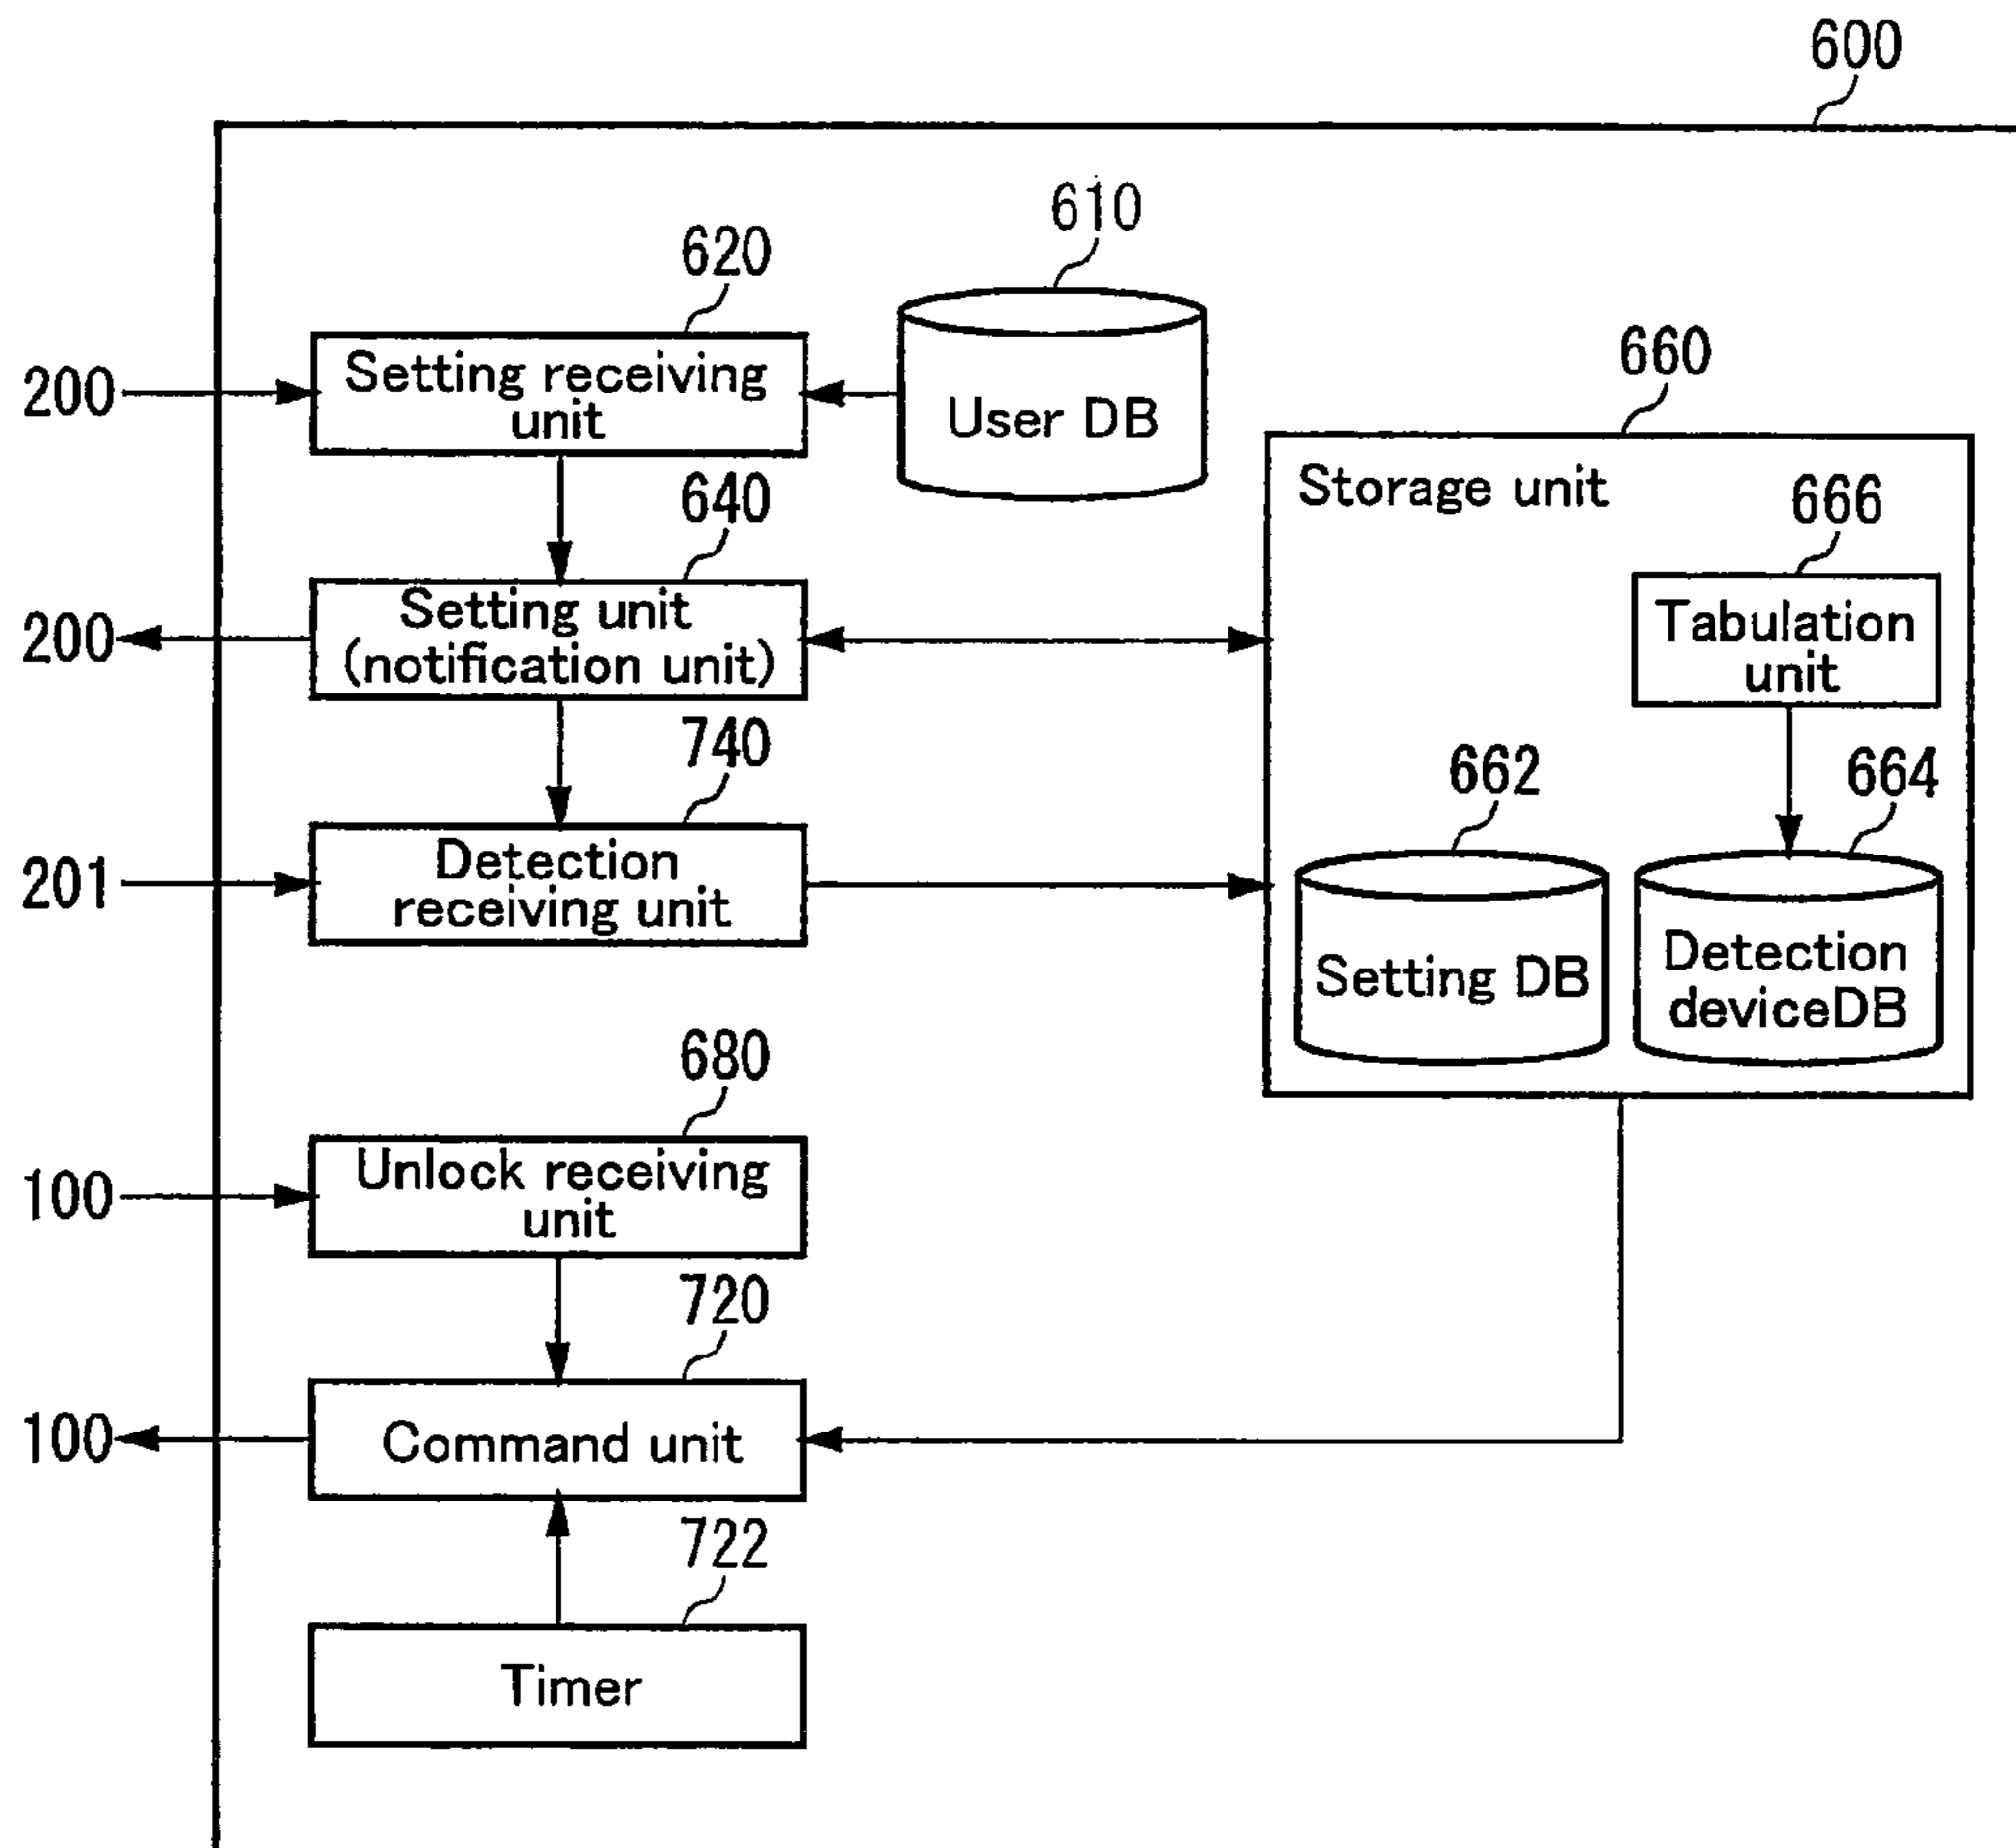 600
610
620
200
Setting receiving
unit
User DB
660
Storage unit
640
666
200
Setting unit
(notification unit)
Tabulation
unit
740
662
664
201
Detection
receiving unit
Setting DB
Detection
deviceDB
680
100
Unlock receiving
unit
720
100
Command unit
722
Timer